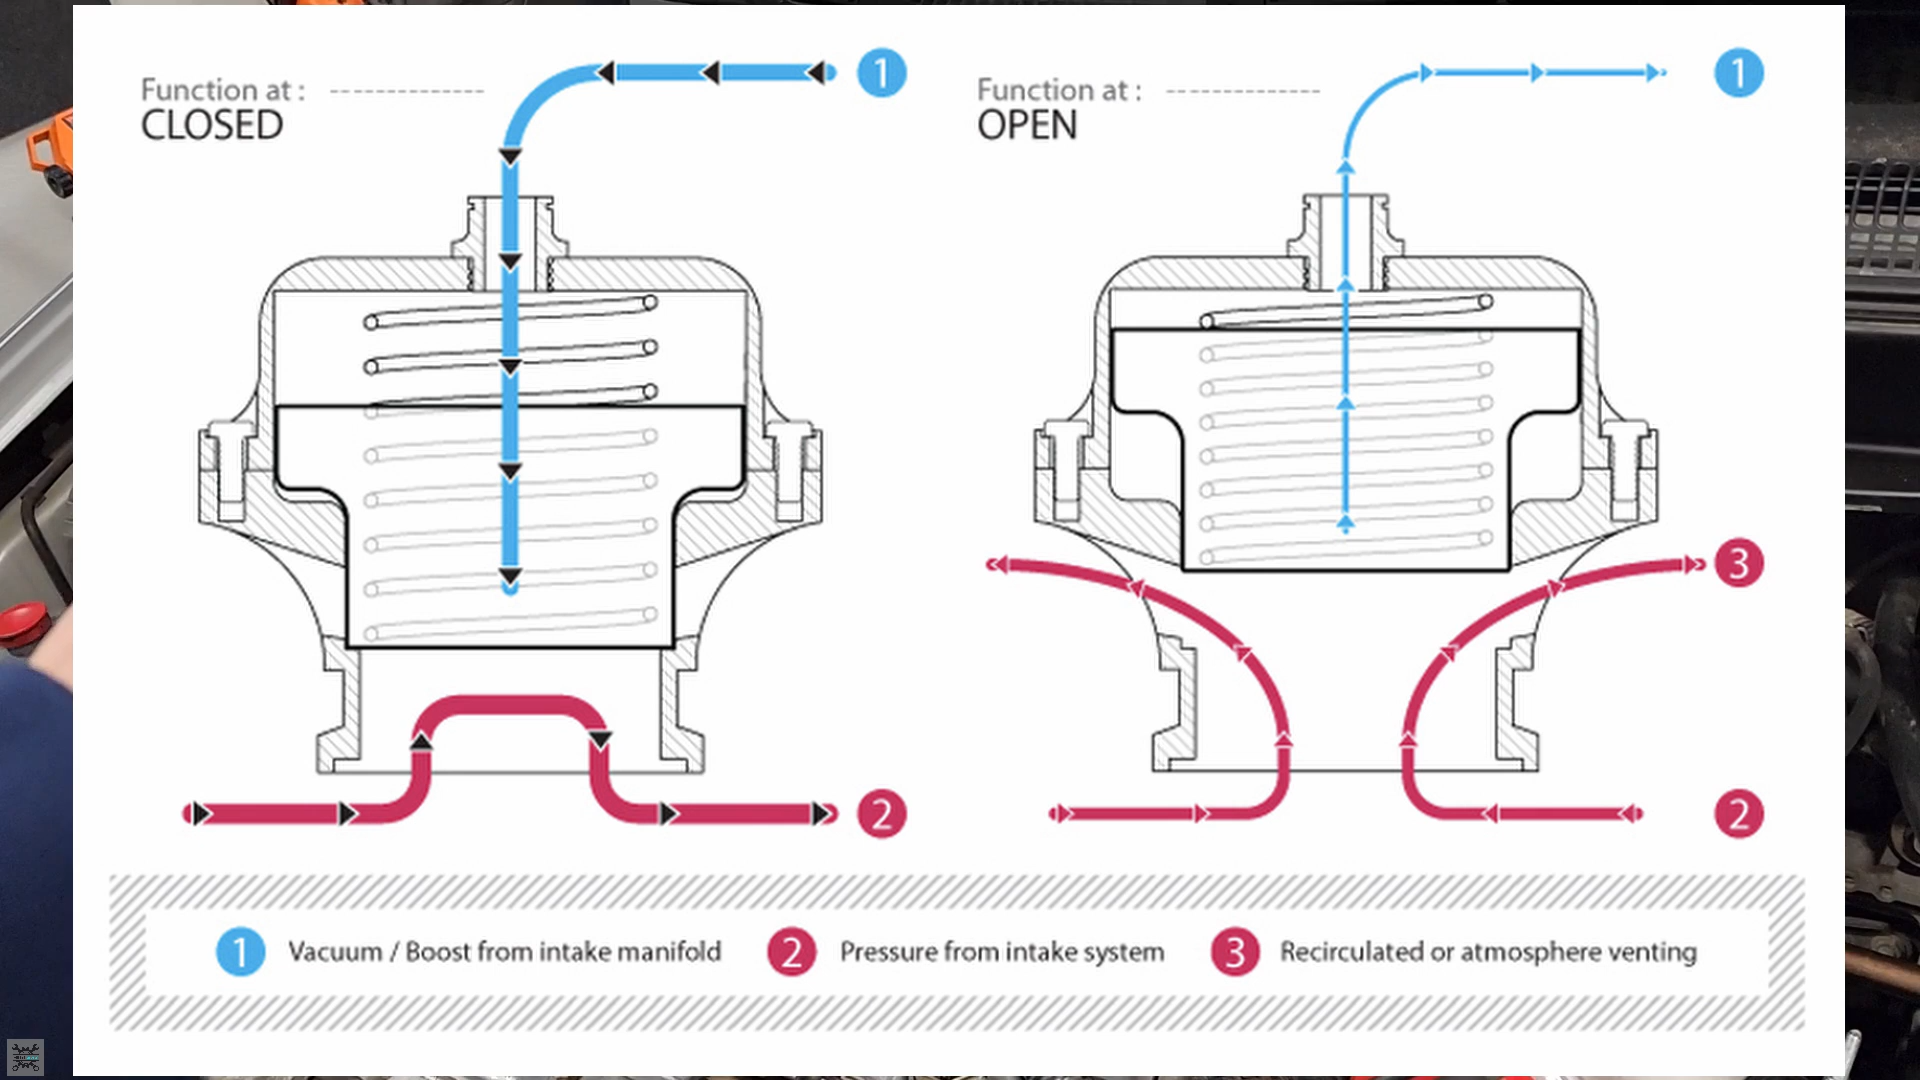 Function at : --------------
CLOSED
1
2
Function at : --------------
OPEN
1
3
2
1 Vacuum / Boost from intake manifold
2 Pressure from intake system
3 Recirculated or atmosphere venting